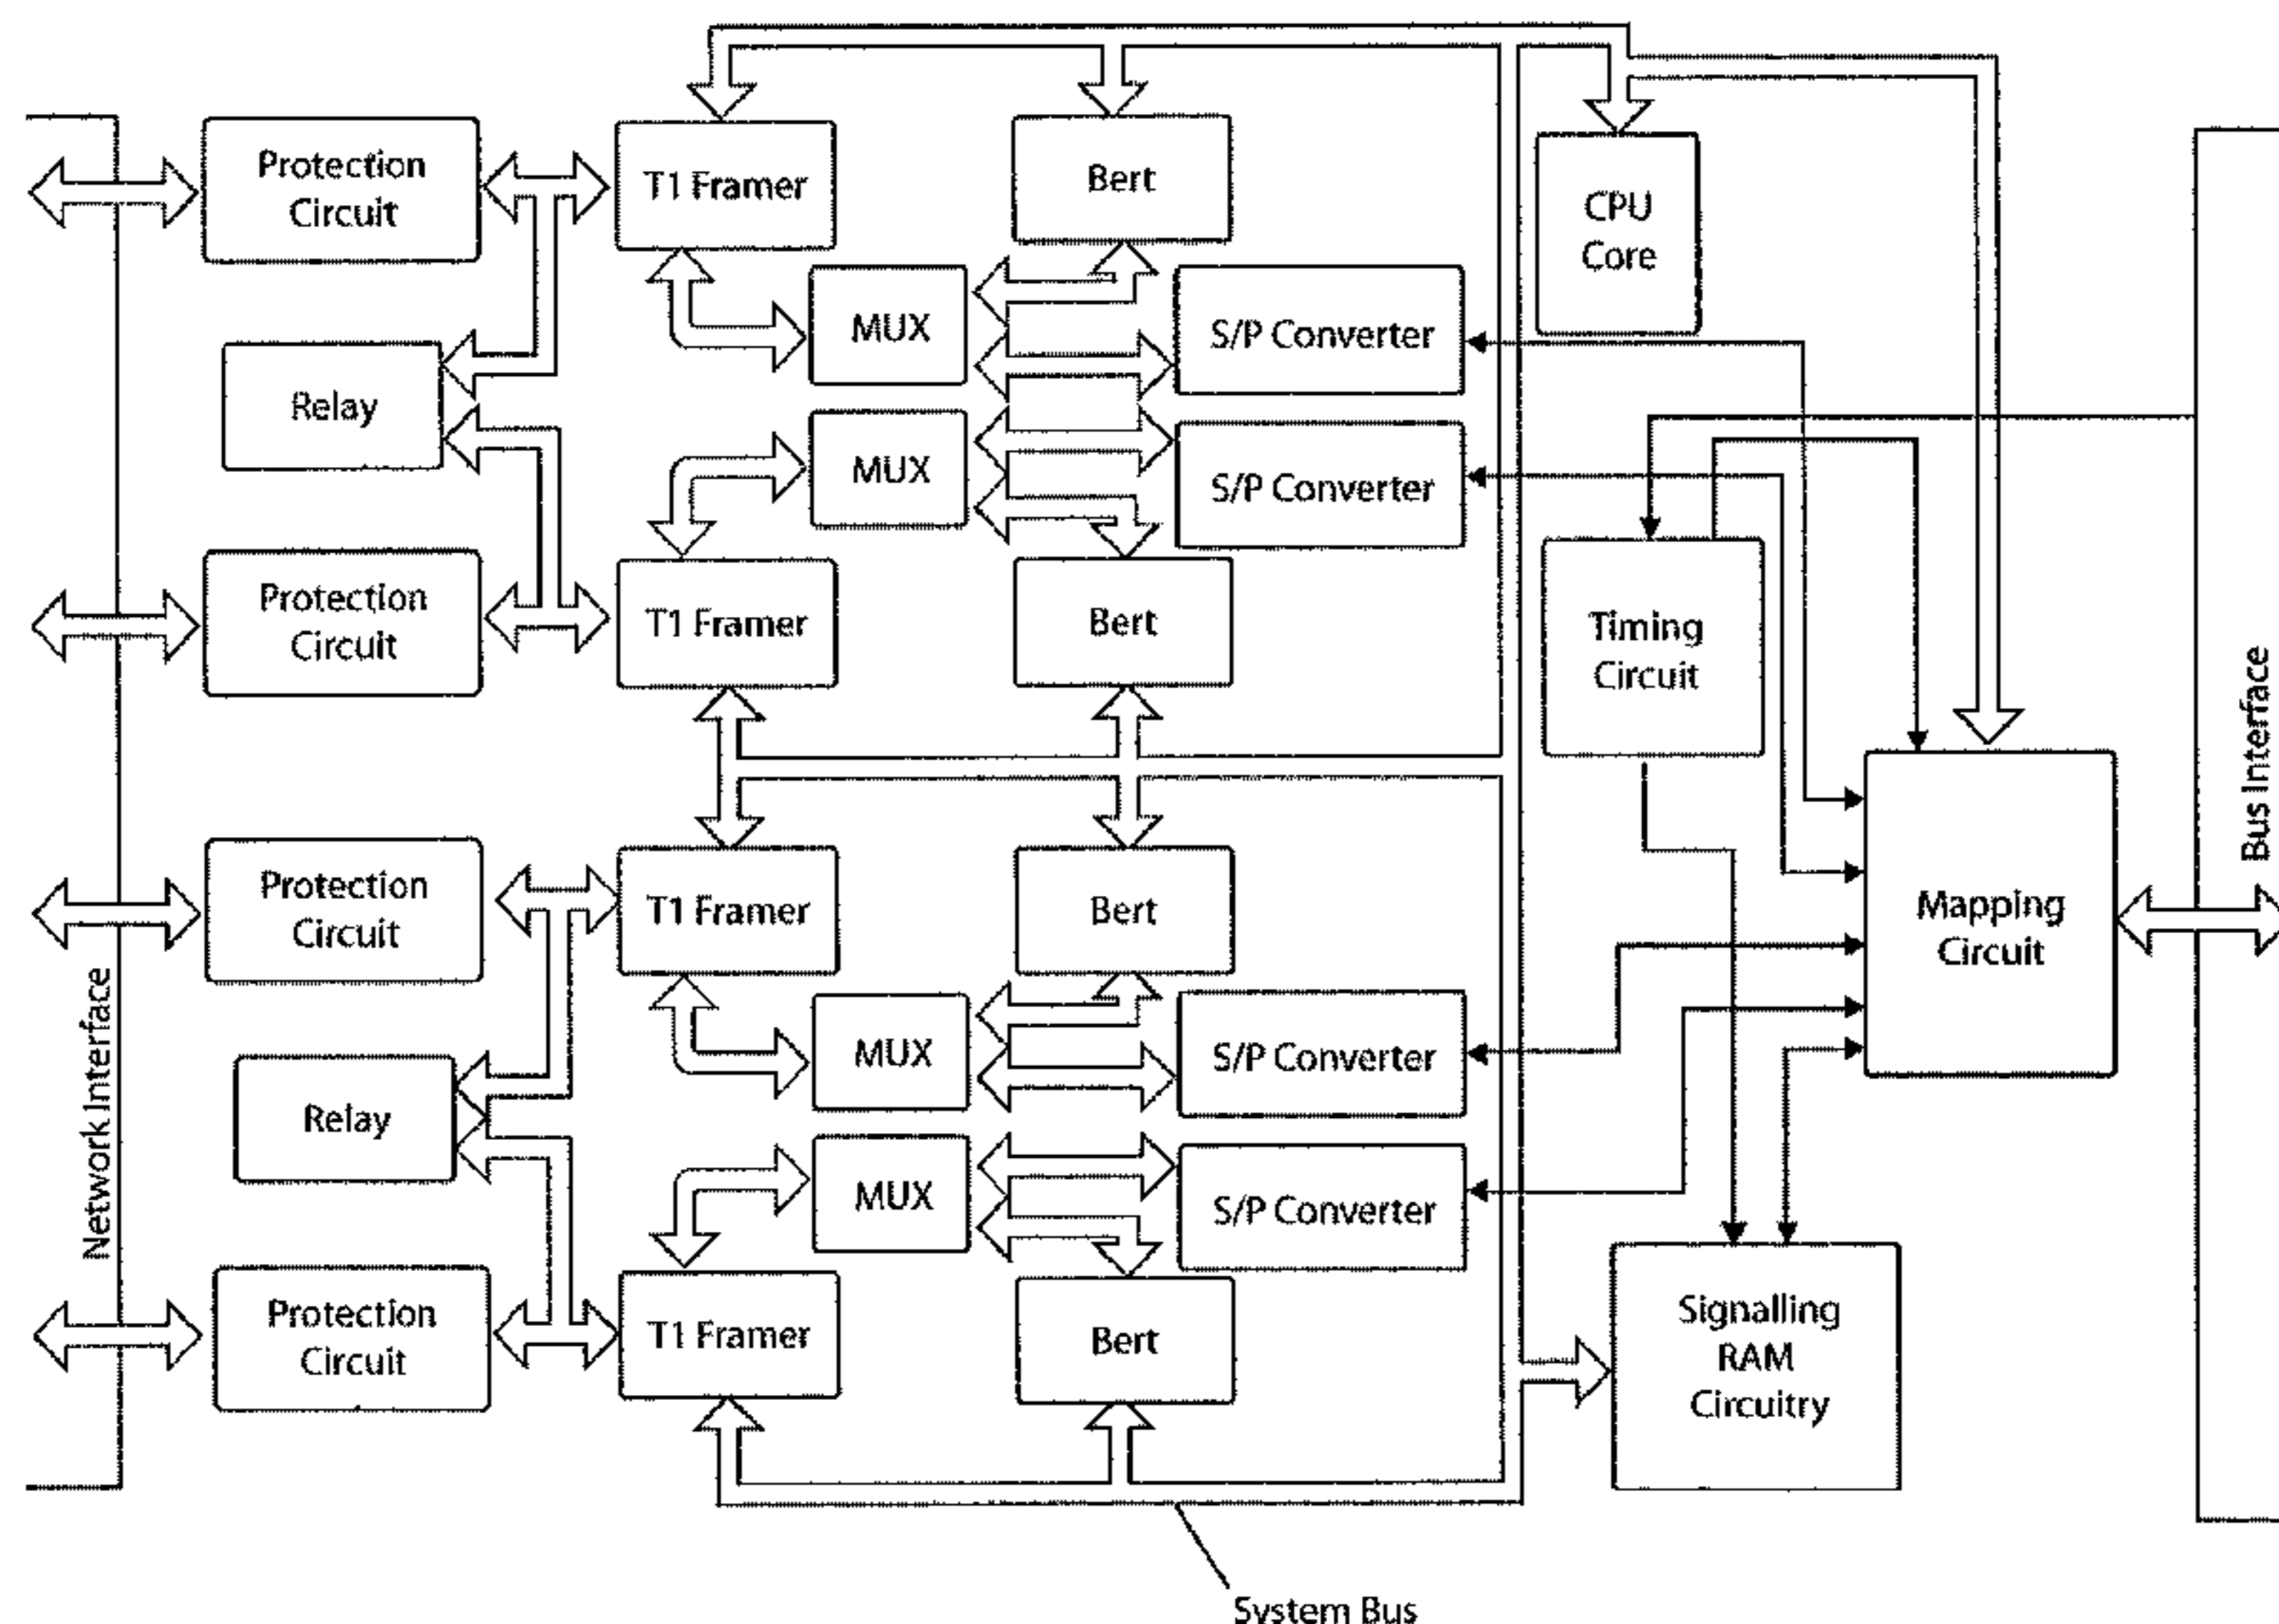 Protection
Circuit
T1 Framer
Bert
CPU
Core
MUX
S/P Converter
Relay
MUX
S/P Converter
Protection
Circuit
T1 Framer
Bert
Timing
Circuit
Bus Interface
Protection
Circuit
T1 Framer
Bert
Mapping
Circuit
Network Interface
MUX
S/P Converter
Relay
MUX
S/P Converter
Protection
Circuit
T1 Framer
Bert
Signalling
RAM
Circuitry
System Bus